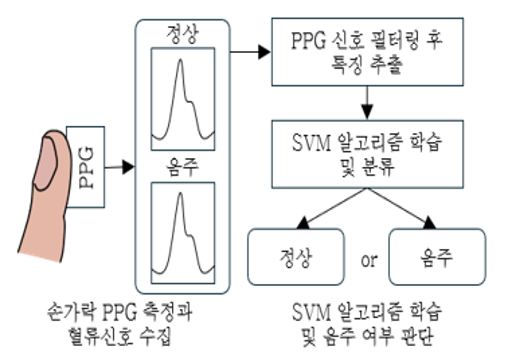 정상
음주
PPG
손가락 PPG 측정과
혈류신호 수집
PPG 신호 필터링 후
특징 추출
SVM 알고리즘 학습
및 분류
정상 or 음주
SVM 알고리즘 학습
및 음주 여부 판단